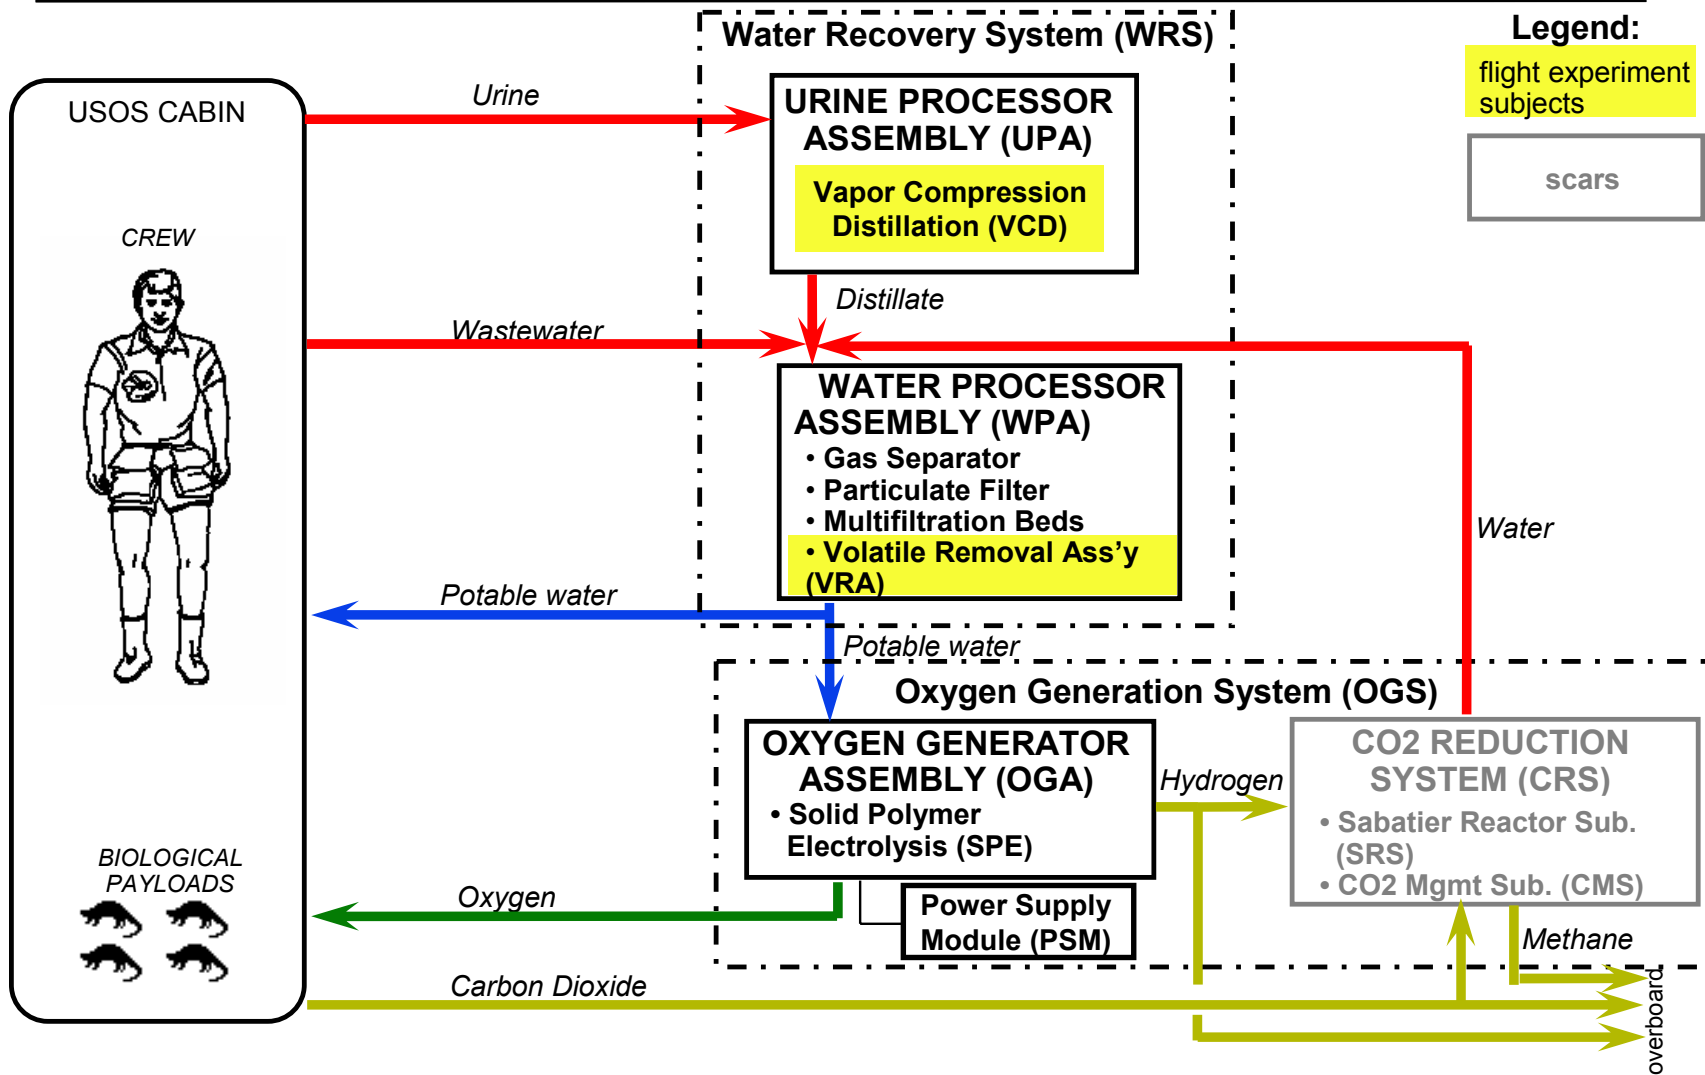 Water Recovery System (WRS)
Legend:
flight experiment
subjects
scars
USOS CABIN
Urine
URINE PROCESSOR
ASSEMBLY (UPA)
Vapor Compression
Distillation (VCD)
CREW
Distillate
Wastewater
WATER PROCESSOR
ASSEMBLY (WPA)
• Gas Separator
• Particulate Filter
• Multifiltration Beds
• Volatile Removal Ass’y
(VRA)
Water
Potable water
Potable water
Oxygen Generation System (OGS)
OXYGEN GENERATOR
ASSEMBLY (OGA)
• Solid Polymer
Electrolysis (SPE)
Hydrogen
CO2 REDUCTION
SYSTEM (CRS)
• Sabatier Reactor Sub.
(SRS)
• CO2 Mgmt Sub. (CMS)
BIOLOGICAL
PAYLOADS
Oxygen
Power Supply
Module (PSM)
Methane
Carbon Dioxide
overboard